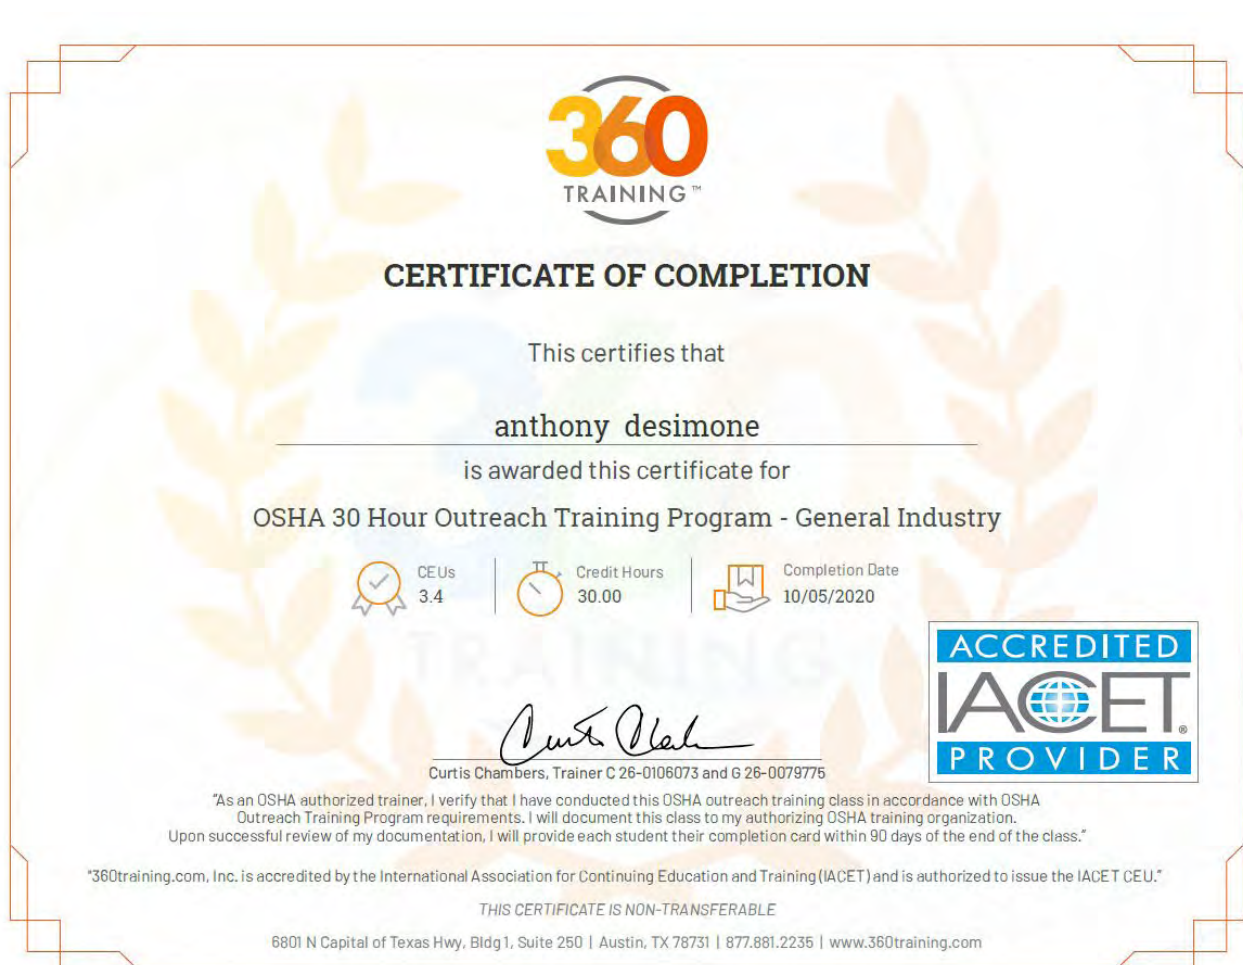 360
TRAINING™
CERTIFICATE OF COMPLETION
This certifies that
anthony desimone
is awarded this certificate for
OSHA 30 Hour Outreach Training Program - General Industry
CEUs
3.4
Credit Hours
30.00
Completion Date
10/05/2020
ACCREDITED
IACET®
PROVIDER
Curtis Chambers, Trainer C 26-0106073 and G 26-0079775
"As an OSHA authorized trainer, I verify that I have conducted this OSHA outreach training class in accordance with OSHA
Outreach Training Program requirements. I will document this class to my authorizing OSHA training organization.
Upon successful review of my documentation, I will provide each student their completion card within 90 days of the end of the class."
"360training.com, Inc. is accredited by the International Association for Continuing Education and Training (IACET) and is authorized to issue the IACET CEU."
THIS CERTIFICATE IS NON-TRANSFERABLE
6801 N Capital of Texas Hwy, Bldg 1, Suite 250 | Austin, TX 78731 | 877.881.2235 | www.360training.com